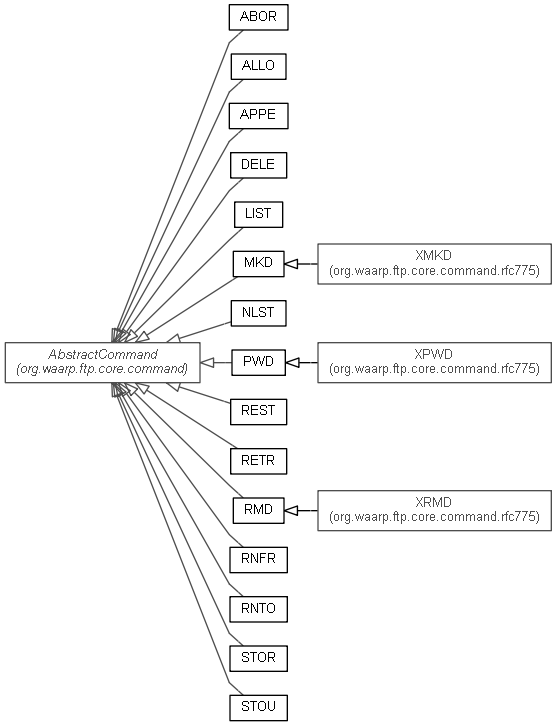 ABOR
ALLO
APPE
DELE
LIST
MKD
XMKD
(org.waarp.ftp.core.command.rfc775)
NLST
AbstractCommand
(org.waarp.ftp.core.command)
PWD
XPWD
(org.waarp.ftp.core.command.rfc775)
REST
RETR
RMD
XRMD
(org.waarp.ftp.core.command.rfc775)
RNFR
RNTO
STOR
STOU